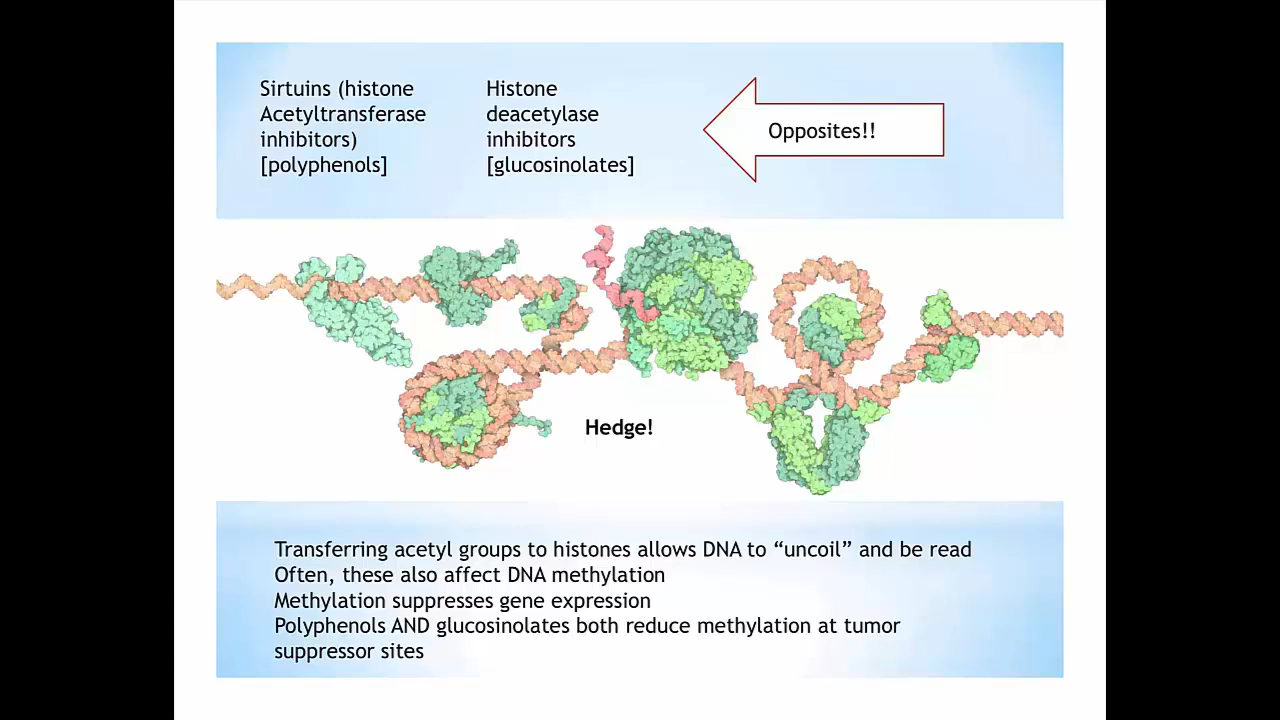 Sirtuins (histone
Acetyltransferase
inhibitors)
[polyphenols]
Histone
deacetylase
inhibitors
[glucosinolates]
Opposites!!
Hedge!
Transferring acetyl groups to histones allows DNA to “uncoil” and be read
Often, these also affect DNA methylation
Methylation suppresses gene expression
Polyphenols AND glucosinolates both reduce methylation at tumor
suppressor sites